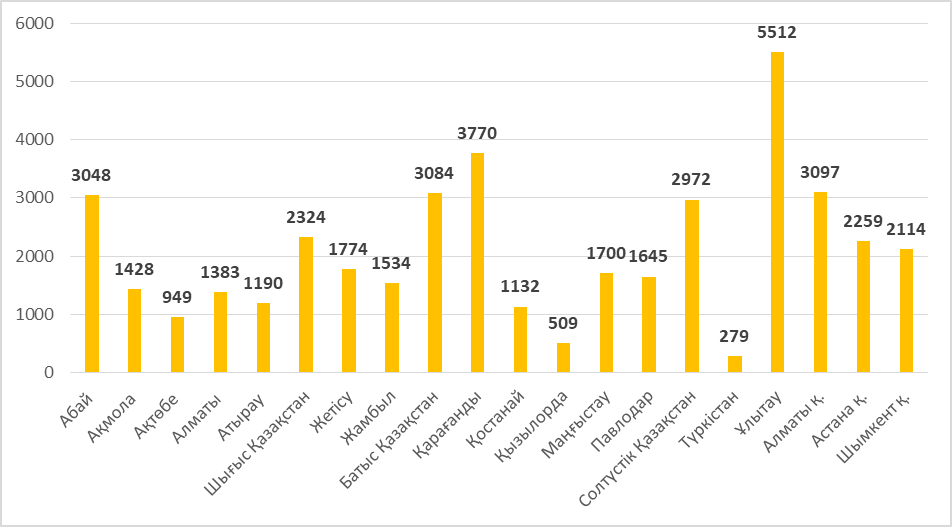 6000
5000
4000
3000
2000
1000
0
3048
1428
949
1383
1190
2324
1774
1534
3084
3770
1132
509
1700
1645
2972
279
5512
3097
2259
2114
Абай
Ақмола
Ақтөбе
Алматы
Атырау
Шығыс Қазақстан
Жетісу
Жамбыл
Батыс Қазақстан
Қарағанды
Қостанай
Қызылорда
Маңғыстау
Павлодар
Солтүстік Қазақстан
Түркістан
Ұлытау
Алматы қ.
Астана қ.
Шымкент қ.